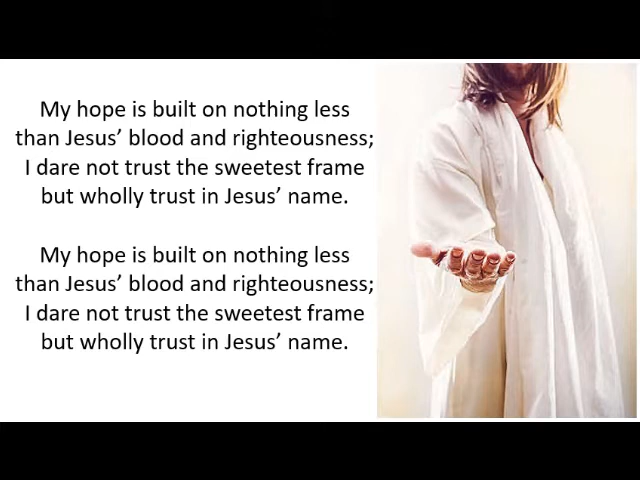 My hope is built on nothing less
than Jesus’ blood and righteousness;
I dare not trust the sweetest frame
but wholly trust in Jesus’ name.
My hope is built on nothing less
than Jesus’ blood and righteousness;
I dare not trust the sweetest frame
but wholly trust in Jesus’ name.